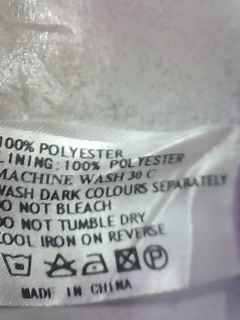 100% POLYESTER
LINING: 100% POLYESTER
MACHINE WASH 30 C
WASH DARK COLOURS SEPARATELY
DO NOT BLEACH
DO NOT TUMBLE DRY
COOL IRON ON REVERSE
P
MADE IN CHINA